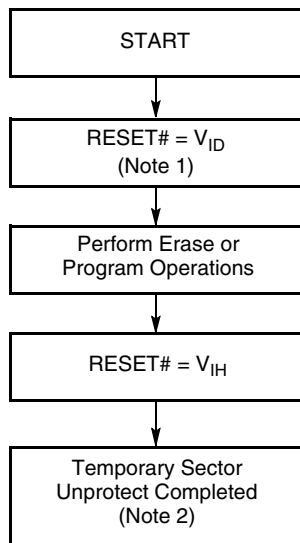 START
RESET# = VID
(Note 1)
Perform Erase or
Program Operations
RESET# = VIH
Temporary Sector
Unprotect Completed
(Note 2)